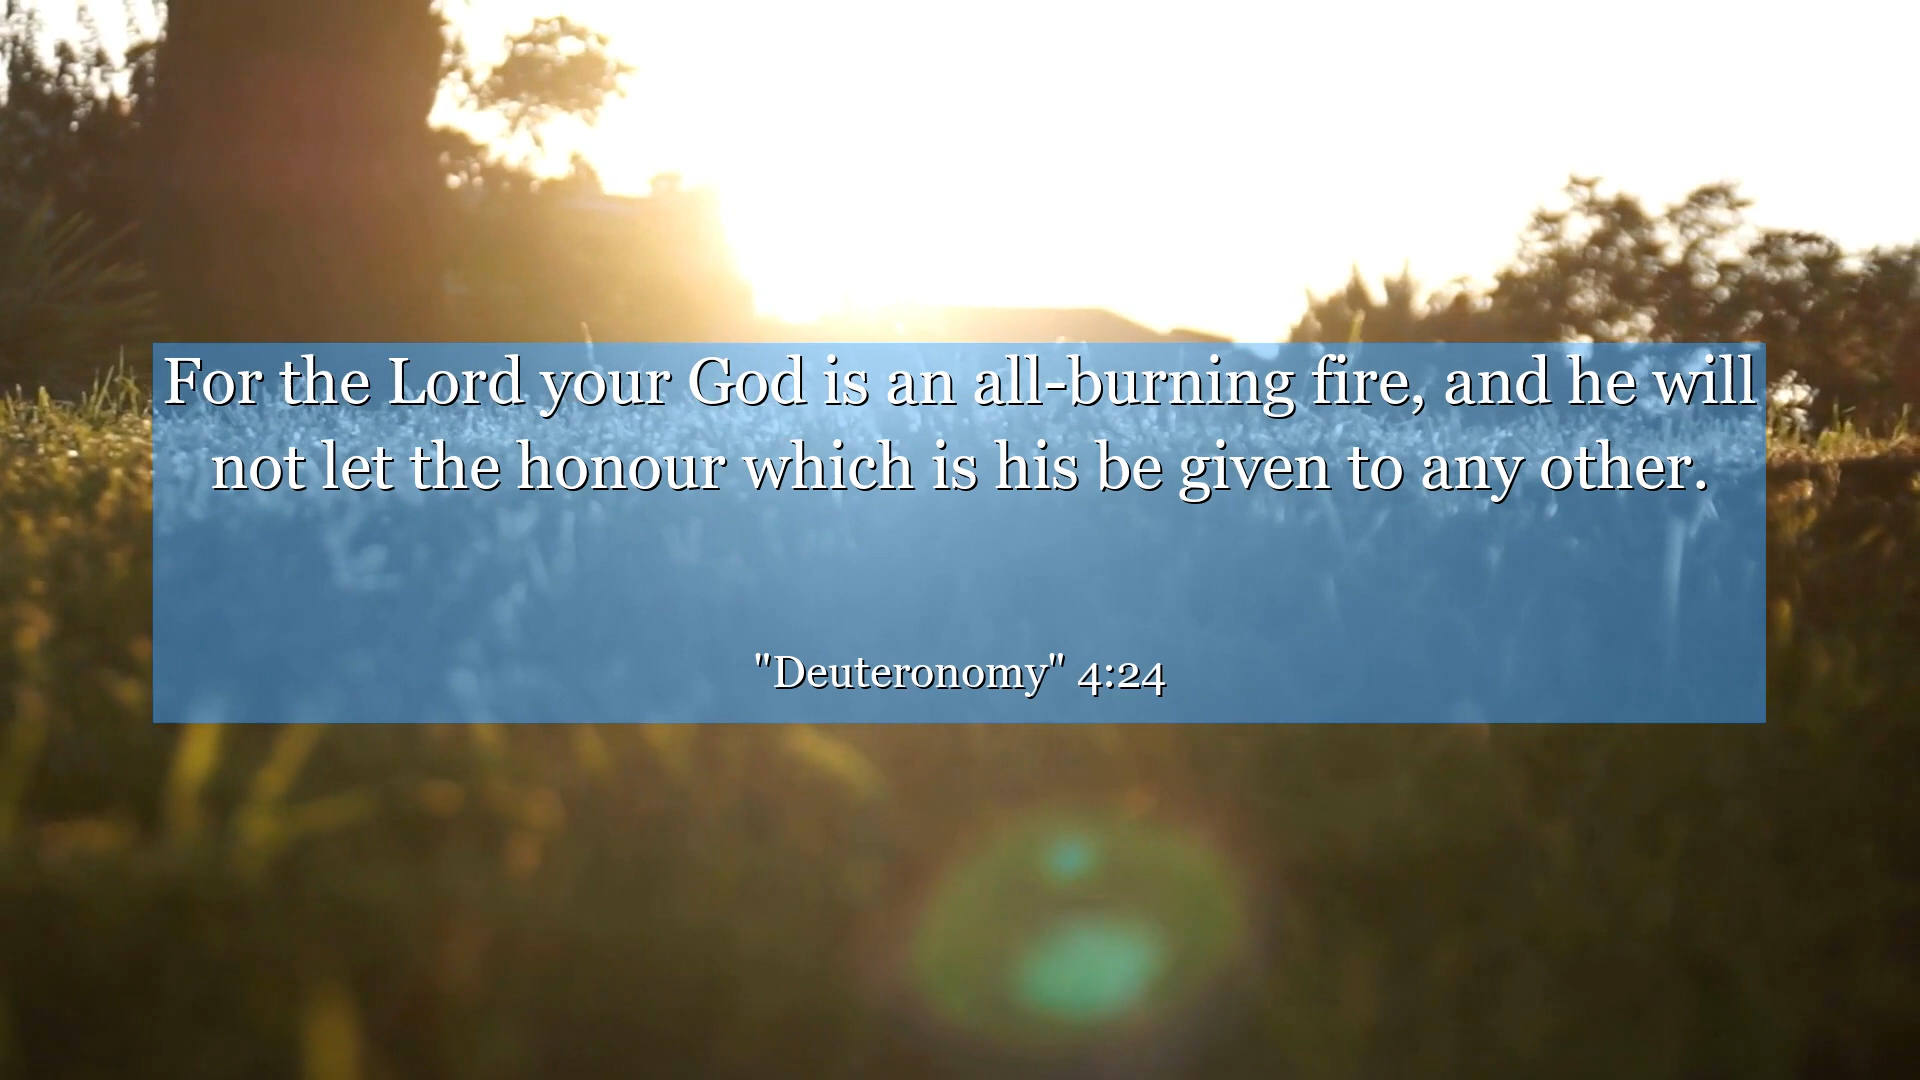 For the Lord your God is an all-burning fire, and he will
not let the honour which is his be given to any other.
"Deuteronomy" 4:24